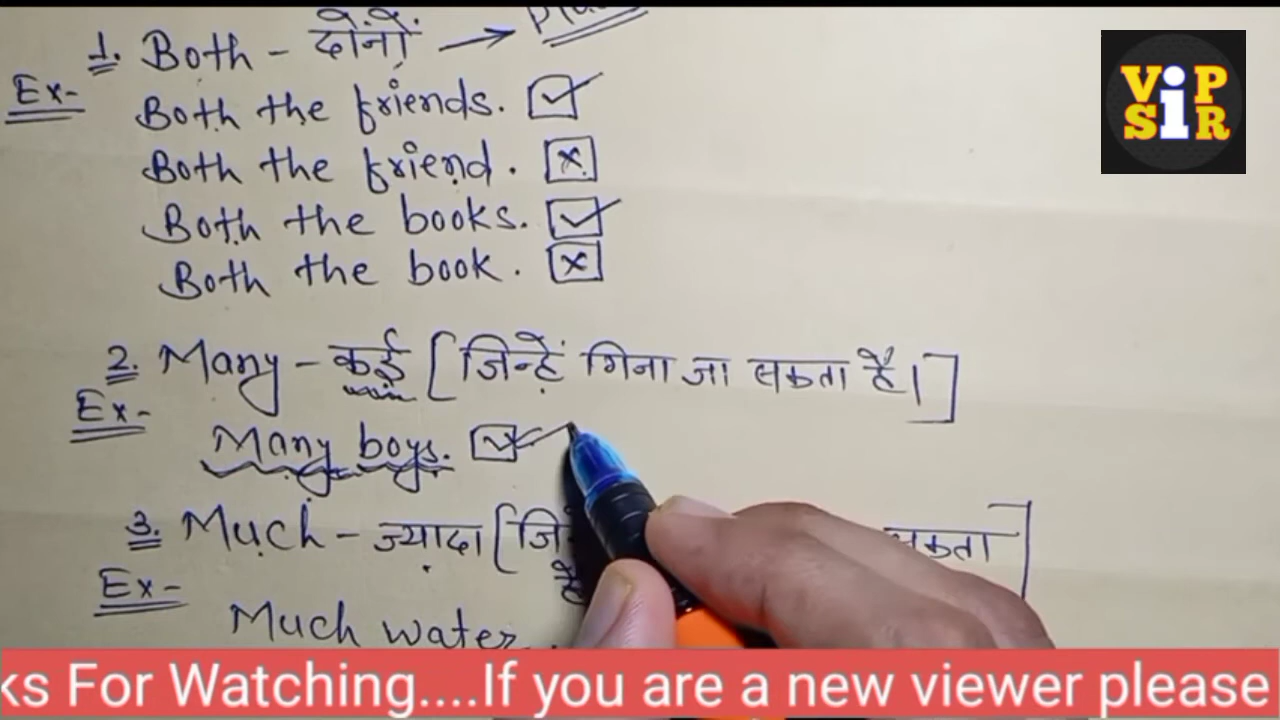 1. Both - दोंनों →
Ex-
Both the friends. ✓
Both the friend. ×
Both the books. ✓
Both the book. ×
2. Many - कई [जिन्हें गिना जा सकता है।]
Ex-
Many boys. ✓
3. Much - ज्यादा [ सकता
है
Ex-
Much water.
ViP
SiR
For Watching....If you are a new viewer please